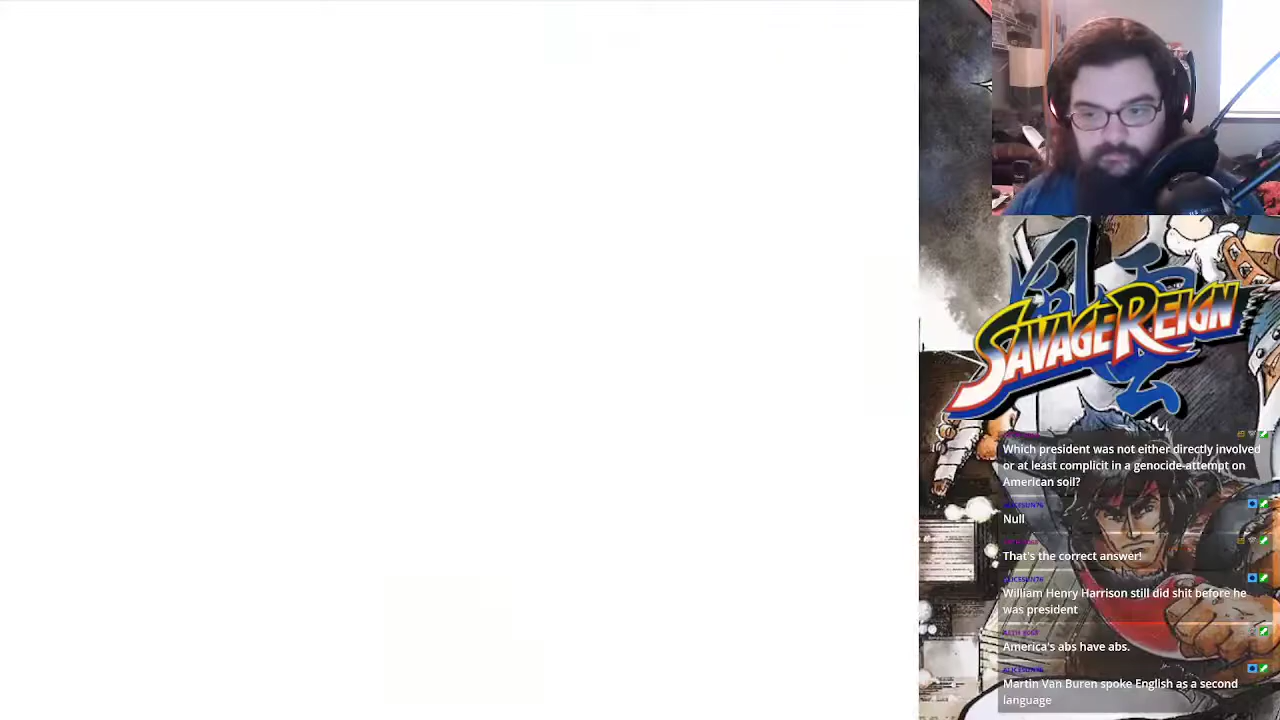 SAVAGE REIGN
Which president was not either directly involved
or at least complicit in a genocide-attempt on
American soil?
Null
That's the correct answer!
William Henry Harrison still did shit before he
was president
America's abs have abs.
Martin Van Buren spoke English as a second
language